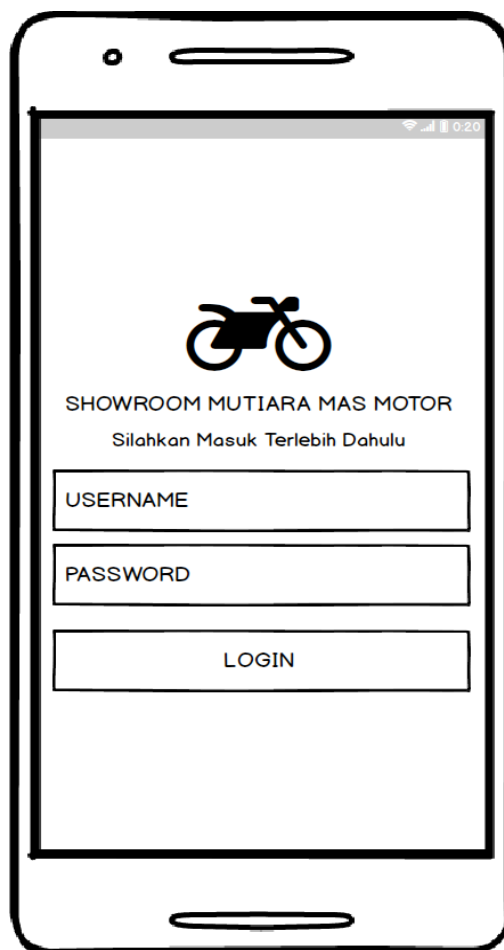 0:20
SHOWROOM MUTIARA MAS MOTOR
Silahkan Masuk Terlebih Dahulu
USERNAME
PASSWORD
LOGIN